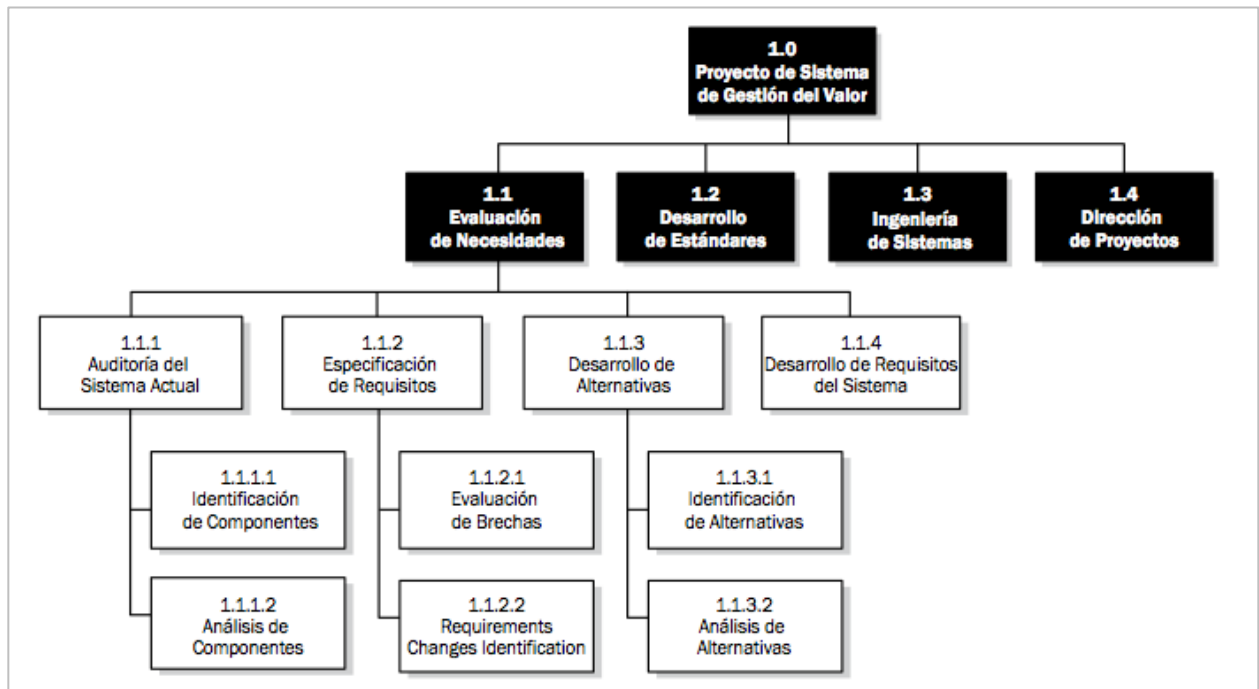 1.0
Proyecto de Sistema
de Gestión del Valor
1.1
Evaluación
de Necesidades
1.2
Desarrollo
de Estándares
1.3
Ingeniería
de Sistemas
1.4
Dirección
de Proyectos
1.1.1
Auditoría del
Sistema Actual
1.1.2
Especificación
de Requisitos
1.1.3
Desarrollo de
Alternativas
1.1.4
Desarrollo de Requisitos
del Sistema
1.1.1.1
Identificación
de Componentes
1.1.2.1
Evaluación
de Brechas
1.1.3.1
Identificación
de Alternativas
1.1.1.2
Análisis de
Componentes
1.1.2.2
Requirements
Changes Identification
1.1.3.2
Análisis de
Alternativas